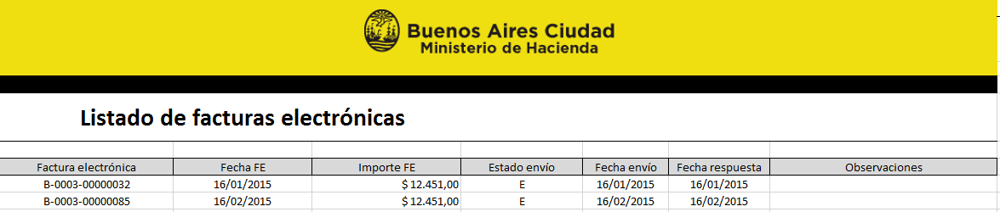 Buenos Aires Ciudad
Ministerio de Hacienda
Listado de facturas electrónicas
Factura electrónica Fecha FE Importe FE Estado envío Fecha envío Fecha respuesta Observaciones
B-0003-00000032 16/01/2015 $ 12.451,00 E 16/01/2015 16/01/2015
B-0003-00000085 16/02/2015 $ 12.451,00 E 16/02/2015 16/02/2015